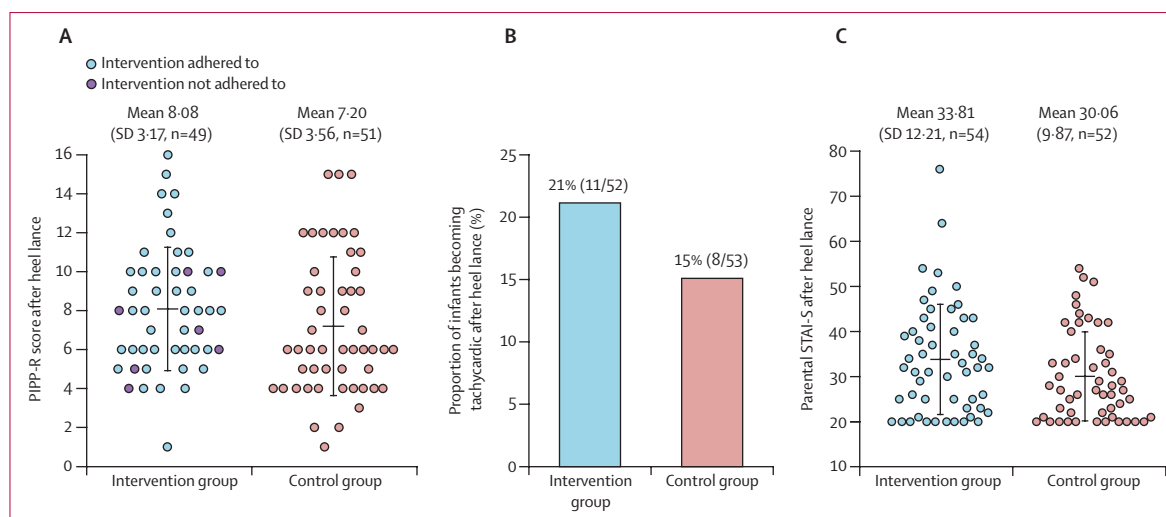 A
Intervention adhered to
Intervention not adhered to
Mean 8·08
(SD 3·17, n=49)
Mean 7·20
(SD 3·56, n=51)
PIPP-R score after heel lance
16
14
12
10
8
6
4
2
0
Intervention group
Control group
B
Proportion of infants becoming
tachycardic after heel lance (%)
25
20
15
10
5
0
21% (11/52)
15% (8/53)
Intervention
group
Control group
C
Mean 33·81
(SD 12·21, n=54)
Mean 30·06
(9·87, n=52)
Parental STAI-S after heel lance
80
70
60
50
40
30
20
10
Intervention group
Control group